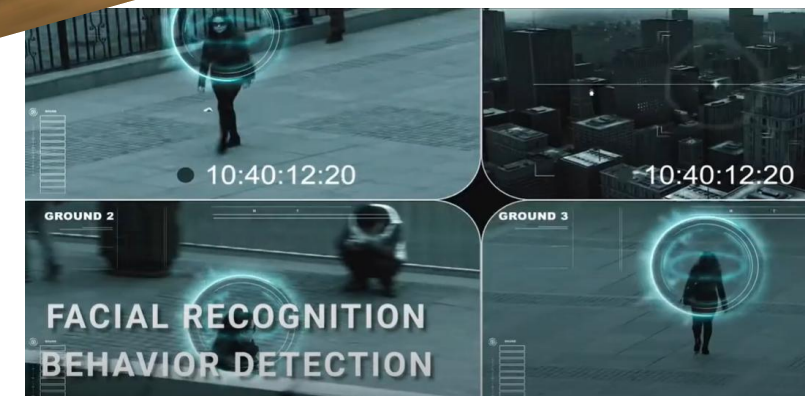 10:40:12:20
10:40:12:20
GROUND 2
GROUND 3
FACIAL RECOGNITION
BEHAVIOR DETECTION